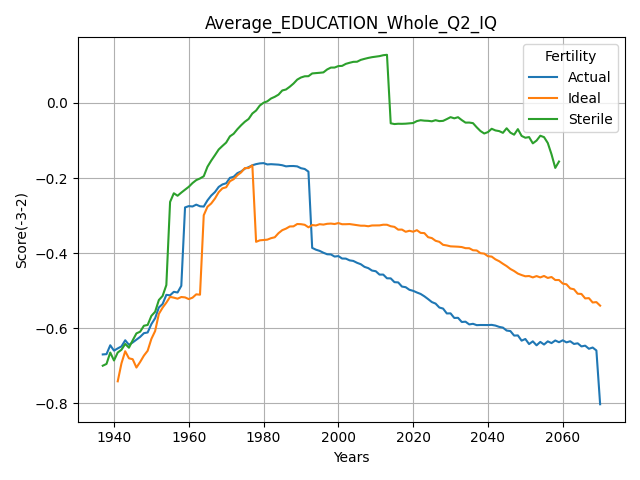 Average_EDUCATION_Whole_Q2_IQ
Fertility
Actual
Ideal
Sterile
Score(-3-2)
0.0
−0.2
−0.4
−0.6
−0.8
1940 1960 1980 2000 2020 2040 2060
Years